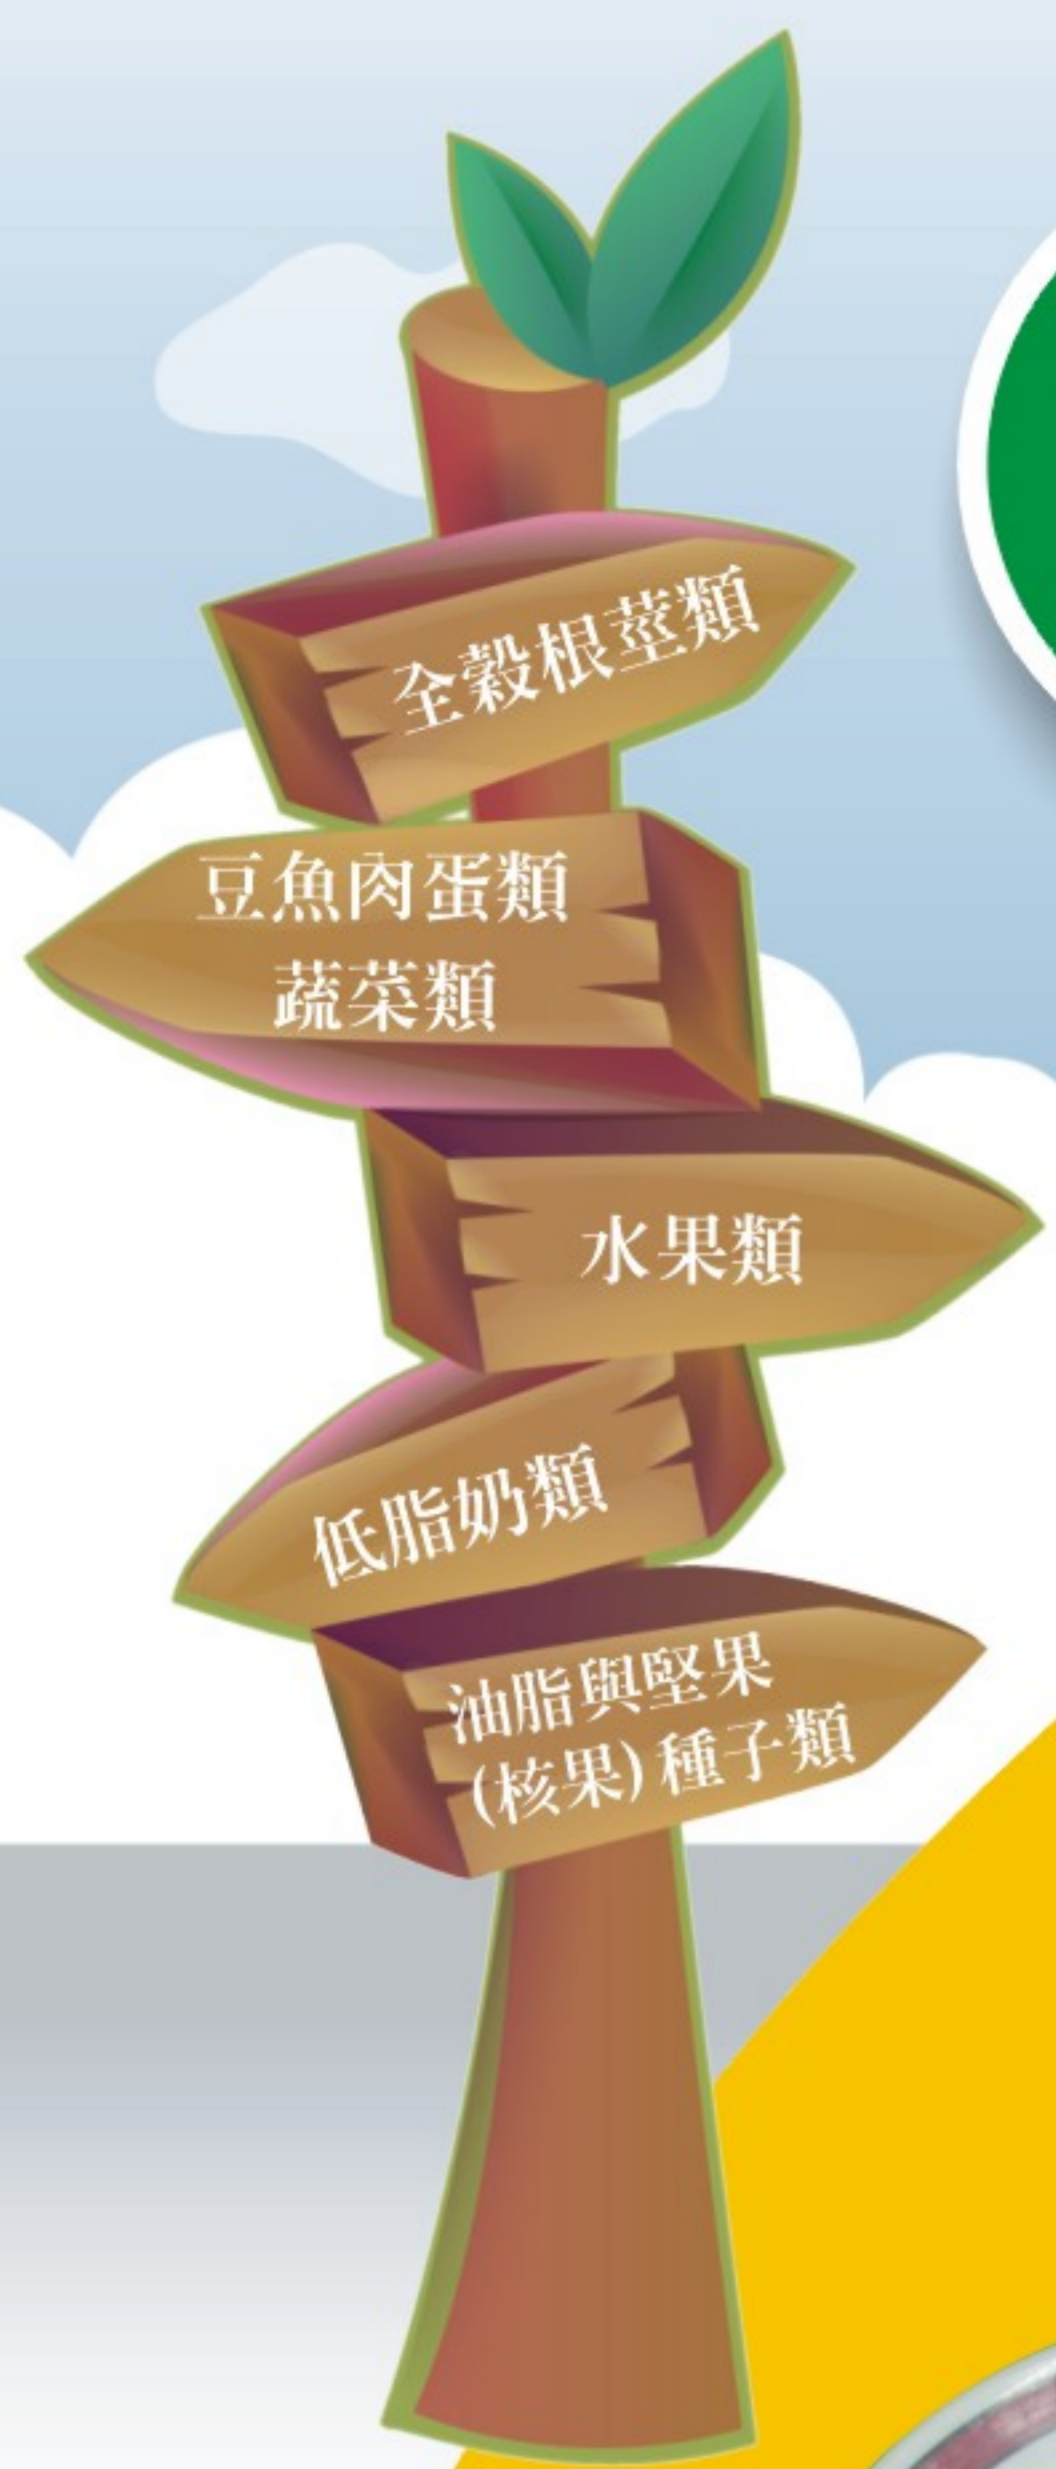 全穀根莖類
豆魚肉蛋類
蔬菜類
水果類
低脂奶類
油脂與堅果
(核果)種子類